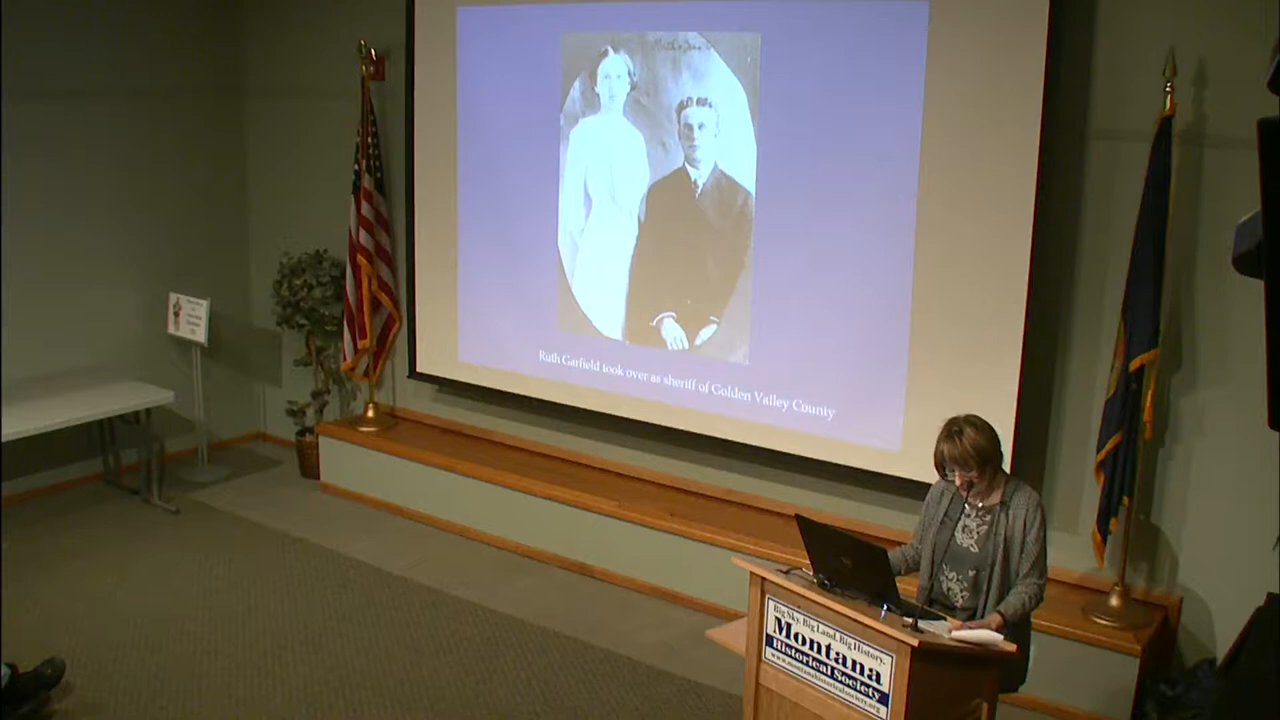 Ruth Garfield took over as sheriff of Golden Valley County
Big Sky. Big Land. Big History.
Montana
Historical Society
www.montanahistoricalsociety.org